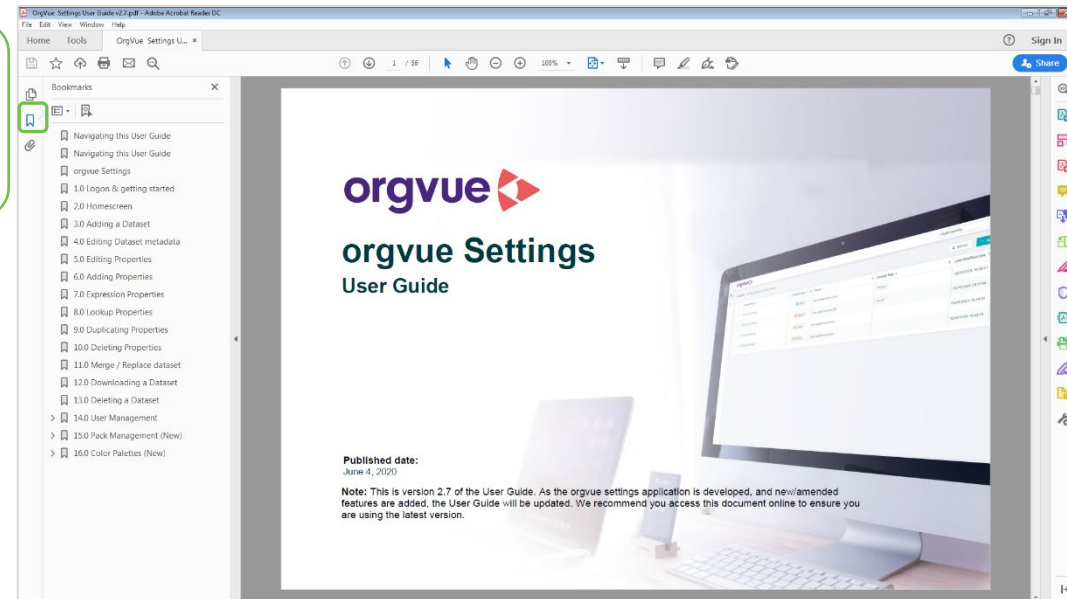 OrgVue Settings User Guide v2.7.pdf - Adobe Acrobat Reader DC
File Edit View Window Help
Home Tools OrgVue Settings U... × Sign In
1 / 56 100% Share
Bookmarks ×
Navigating this User Guide
Navigating this User Guide
orgvue Settings
1.0 Logon & getting started
2.0 Homescreen
3.0 Adding a Dataset
4.0 Editing Dataset metadata
5.0 Editing Properties
6.0 Adding Properties
7.0 Expression Properties
8.0 Lookup Properties
9.0 Duplicating Properties
10.0 Deleting Properties
11.0 Merge / Replace dataset
12.0 Downloading a Dataset
13.0 Deleting a Dataset
14.0 User Management
15.0 Pack Management (New)
16.0 Color Palettes (New)
orgvue
orgvue Settings
User Guide
Published date:
June 4, 2020
Note: This is version 2.7 of the User Guide. As the orgvue settings application is developed, and new/amended
features are added, the User Guide will be updated. We recommend you access this document online to ensure you
are using the latest version.